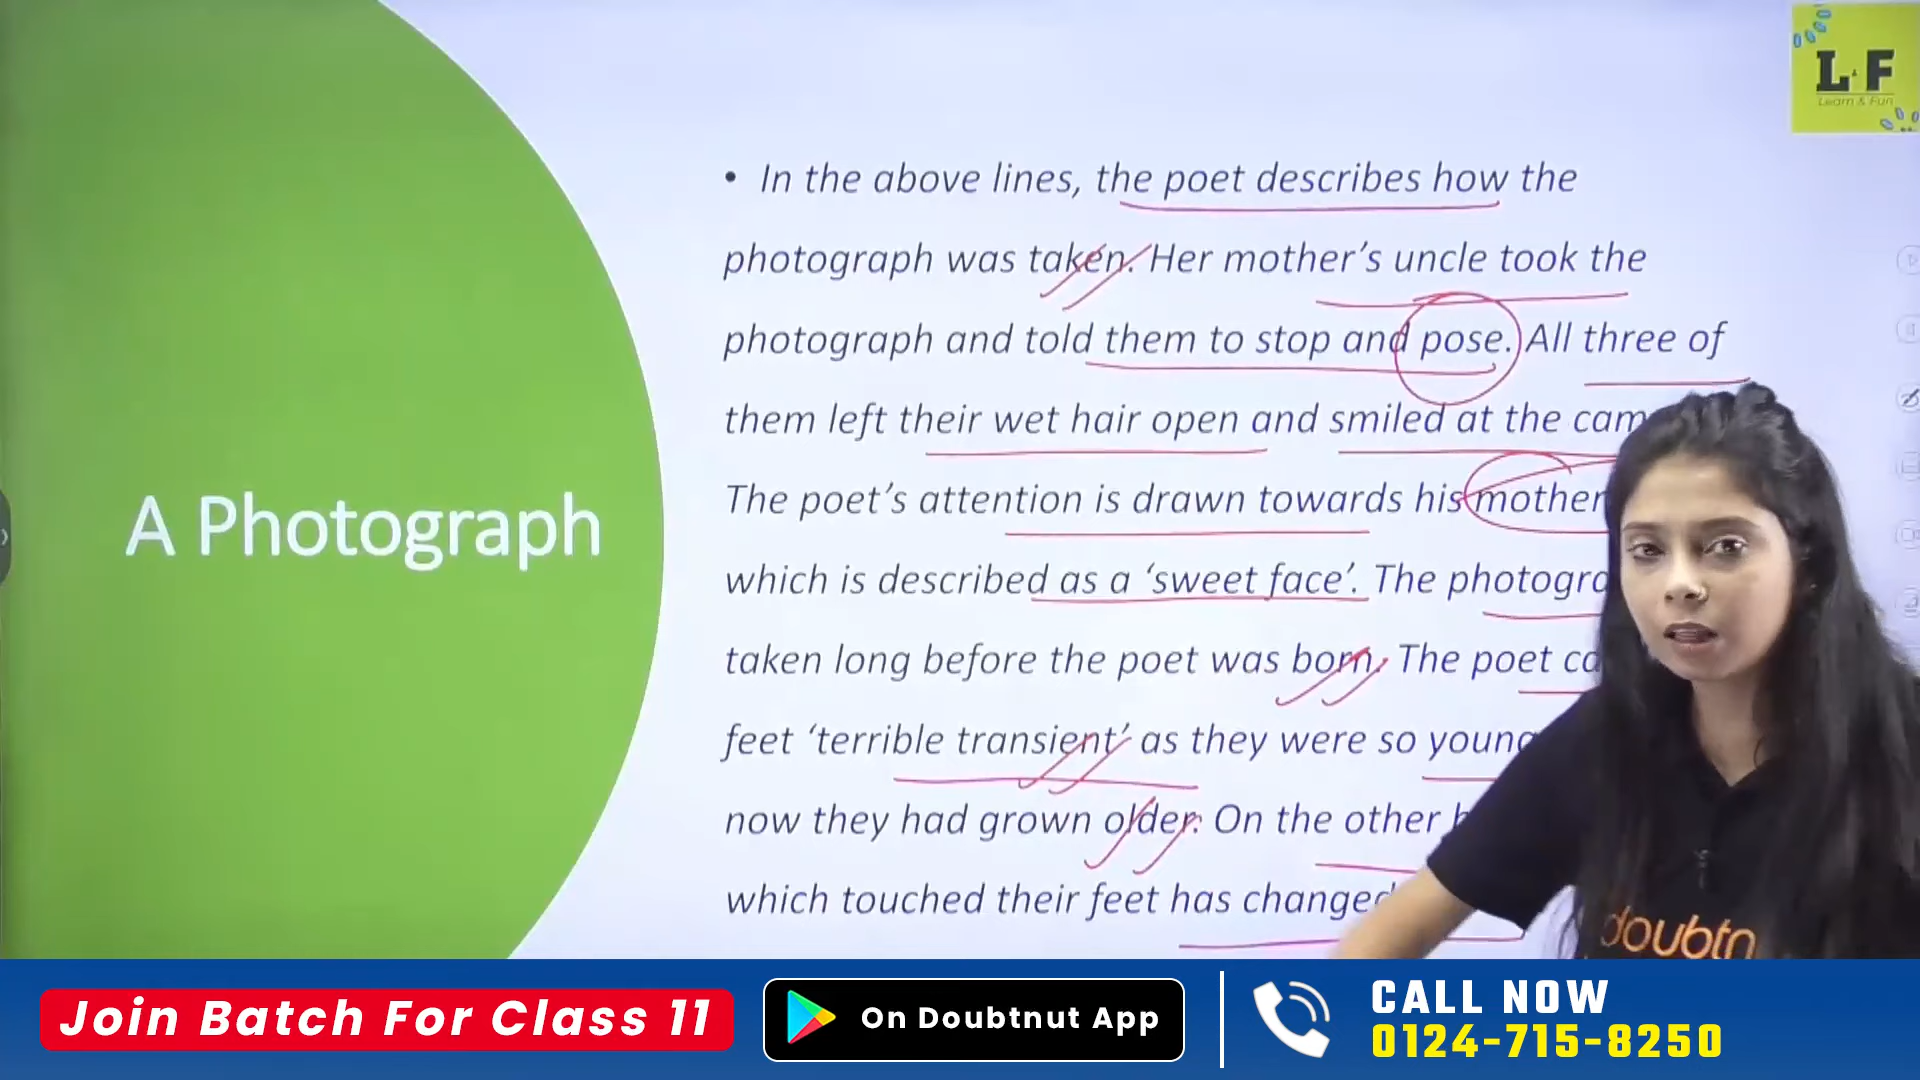 L&F
Learn & Fun
• In the above lines, the poet describes how the
photograph was taken. Her mother's uncle took the
photograph and told them to stop and pose. All three of
them left their wet hair open and smiled at the cam
The poet's attention is drawn towards his mother
which is described as a 'sweet face'. The photogra
taken long before the poet was born. The poet ca
feet 'terrible transient' as they were so young
now they had grown older. On the other h
which touched their feet has changed
A Photograph
doubtn
Join Batch For Class 11
On Doubtnut App
CALL NOW
0124-715-8250